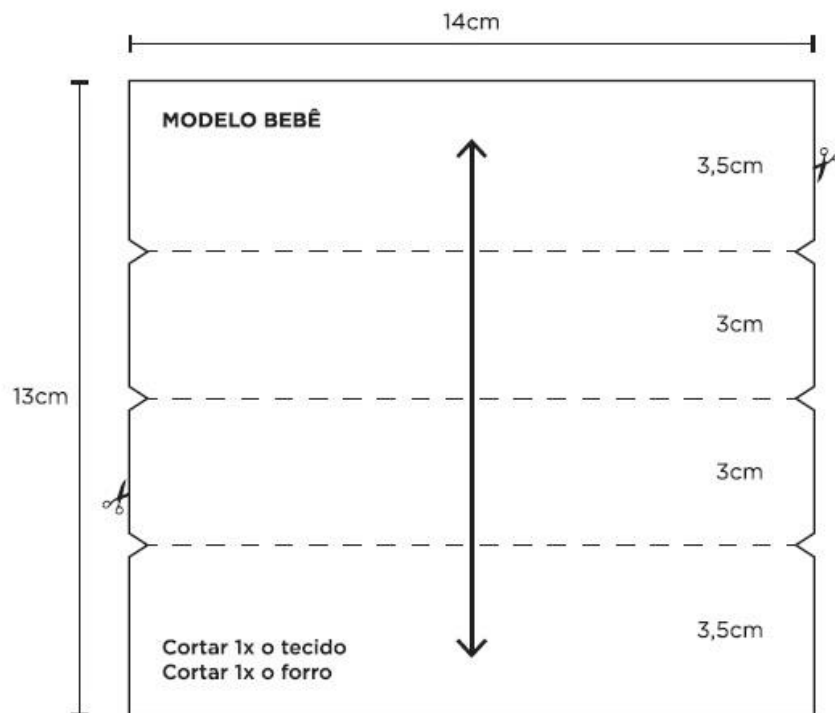 14cm
MODELO BEBÊ
3,5cm
3cm
13cm
3cm
3,5cm
Cortar 1x o tecido
Cortar 1x o forro